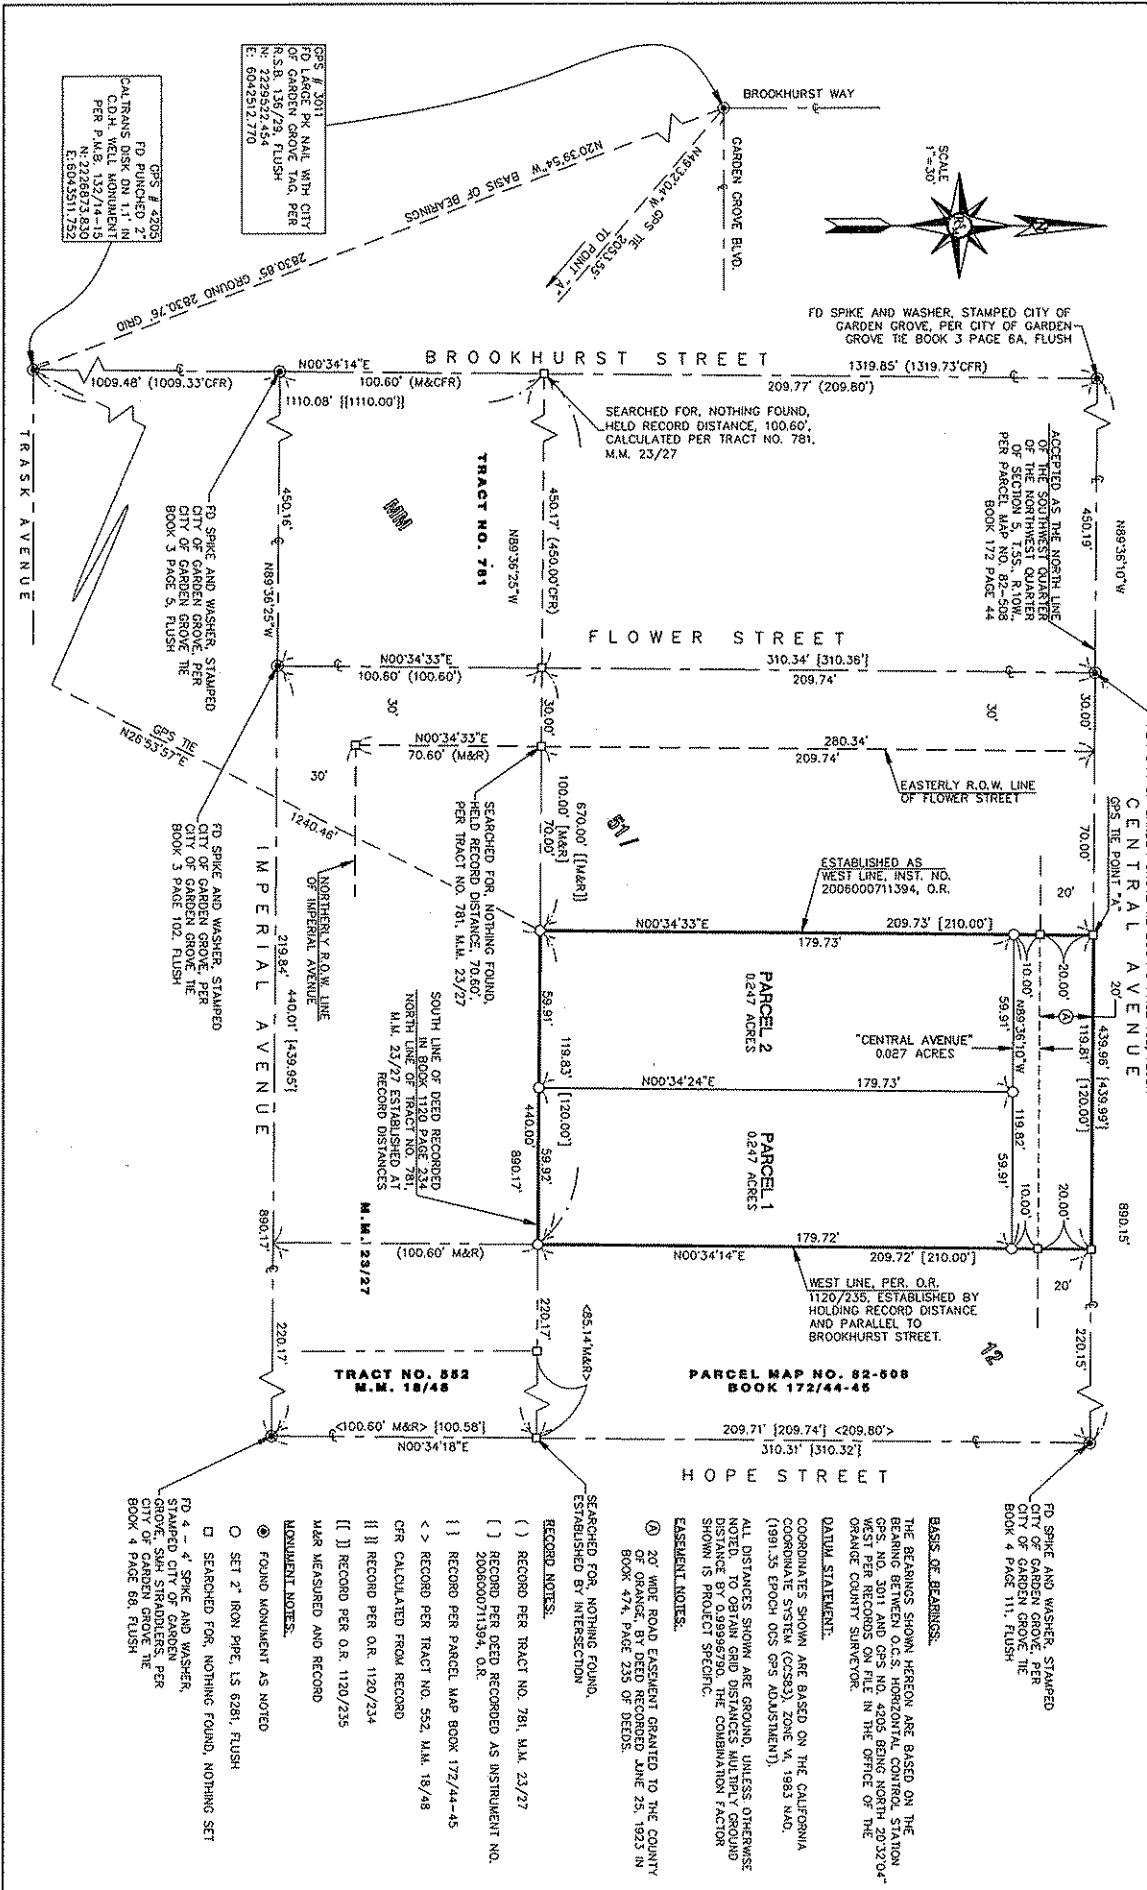 SCALE
1"=30'
N
BROOKHURST WAY
GARDEN GROVE BLVD.
N49°32'04"W GPS TIE
2053.55'
TO POINT "A"
N20°39'54"W BASIS OF BEARINGS
2830.85' GROUND 2830.76' GRID
GPS # 3011
FD LARGE PK NAIL WITH CITY
OF GARDEN GROVE TAG, PER
R.S.B. 136/29, FLUSH
N: 2229522.454
E: 6042512.770
GPS # 4205
FD PUNCHED 2"
CALTRANS DISK ON 1.1' IN
C.D.H. WELL MONUMENT
PER P.M.B. 132/14-15
N: 2226873.830
E: 6043511.752
FD SPIKE AND WASHER, STAMPED CITY OF
GARDEN GROVE, PER CITY OF GARDEN
GROVE TIE BOOK 3 PAGE 6A, FLUSH
BROOKHURST STREET
N00°34'14"E
1009.48' (1009.33'CFR)
100.60' (M&CFR)
1110.08' {[1110.00']}
1319.85' (1319.73'CFR)
209.77' (209.80')
SEARCHED FOR, NOTHING FOUND,
HELD RECORD DISTANCE, 100.60',
CALCULATED PER TRACT NO. 781,
M.M. 23/27
ACCEPTED AS THE NORTH LINE
OF THE SOUTHWEST QUARTER
OF THE NORTHWEST QUARTER
OF SECTION 5, T.5S., R.10W.
PER PARCEL MAP NO. 82-508
BOOK 172 PAGE 44
N89°36'10"W
450.19'
TRACT NO. 781
N89°36'25"W
450.17' (450.00'CFR)
MM
450.16'
N89°36'25"W
FD SPIKE AND WASHER, STAMPED
CITY OF GARDEN GROVE, PER
CITY OF GARDEN GROVE TIE
BOOK 3 PAGE 5, FLUSH
TRASK AVENUE
FLOWER STREET
N00°34'33"E
100.60' (100.60')
310.34' [310.36']
209.74'
30'
30'
30.00'
30.00'
N00°34'33"E
70.60' (M&R)
280.34'
209.74'
EASTERLY R.O.W. LINE
OF FLOWER STREET
30'
GPS TIE
N26°53'57"E
1240.46'
NORTHERLY R.O.W. LINE
OF IMPERIAL AVENUE
SEARCHED FOR, NOTHING FOUND,
HELD RECORD DISTANCE, 70.60',
PER TRACT NO. 781, M.M. 23/27
FD SPIKE AND WASHER, STAMPED
CITY OF GARDEN GROVE, PER
CITY OF GARDEN GROVE TIE
BOOK 3 PAGE 102, FLUSH
670.00' [[M&R]]
100.00' [M&R]
70.00'
70.00'
51/
CENTRAL AVENUE
GPS TIE POINT "A"
ESTABLISHED AS
WEST LINE, INST. NO.
2006000711394, O.R.
20'
20'
N00°34'33"E
209.73' [210.00']
179.73'
10.00'
20.00'
A
439.96' [439.99']
119.81' [120.00']
890.15'
PARCEL 2
0.247 ACRES
59.91'
59.91'
N89°36'10"W
"CENTRAL AVENUE"
0.027 ACRES
119.83' [120.00']
440.00'
890.17'
N00°34'24"E
179.73'
119.82'
PARCEL 1
0.247 ACRES
59.92'
59.91'
10.00'
20.00'
20'
179.72'
N00°34'14"E
209.72' [210.00']
WEST LINE, PER. O.R.
1120/235, ESTABLISHED BY
HOLDING RECORD DISTANCE
AND PARALLEL TO
BROOKHURST STREET.
SOUTH LINE OF DEED RECORDED
IN BOOK 1120 PAGE 234
NORTH LINE OF TRACT NO. 781,
M.M. 23/27 ESTABLISHED AT
RECORD DISTANCES
IMPERIAL AVENUE
219.84'
440.01' [439.95']
890.17'
M.M. 23/27
(100.60' M&R)
220.17'
220.17'
220.15'
<85.14'M&R>
12
TRACT NO. 552
M.M. 18/48
PARCEL MAP NO. 82-508
BOOK 172/44-45
<100.60' M&R> [100.58']
N00°34'18"E
209.71' [209.74'] <209.80'>
310.31' [310.32']
HOPE STREET
FD 4 - 4' SPIKE AND WASHER,
STAMPED CITY OF GARDEN
GROVE, SMH STRADDLERS, PER
CITY OF GARDEN GROVE TIE
BOOK 4 PAGE 68, FLUSH
SEARCHED FOR, NOTHING FOUND,
ESTABLISHED BY INTERSECTION
FD SPIKE AND WASHER, STAMPED
CITY OF GARDEN GROVE, PER
CITY OF GARDEN GROVE TIE
BOOK 4 PAGE 111, FLUSH
BASIS OF BEARINGS:
THE BEARINGS SHOWN HEREON ARE BASED ON THE
BEARING BETWEEN O.C.S. HORIZONTAL CONTROL STATION
GPS. NO. 3011 AND GPS NO. 4205 BEING NORTH 20°32'04"
WEST PER RECORDS ON FILE IN THE OFFICE OF THE
ORANGE COUNTY SURVEYOR.
DATUM STATEMENT:
COORDINATES SHOWN ARE BASED ON THE CALIFORNIA
COORDINATE SYSTEM (CCS83), ZONE VI, 1983 NAD,
(1991.35 EPOCH OCS GPS ADJUSTMENT).
ALL DISTANCES SHOWN ARE GROUND, UNLESS OTHERWISE
NOTED. TO OBTAIN GRID DISTANCES MULTIPLY GROUND
DISTANCE BY 0.99996790. THE COMBINATION FACTOR
SHOWN IS PROJECT SPECIFIC.
EASEMENT NOTES:
A 20' WIDE ROAD EASEMENT GRANTED TO THE COUNTY
OF ORANGE, BY DEED RECORDED JUNE 25, 1923 IN
BOOK 474, PAGE 235 OF DEEDS.
RECORD NOTES:
( ) RECORD PER TRACT NO. 781, M.M. 23/27
[ ] RECORD PER DEED RECORDED AS INSTRUMENT NO.
2006000711394, O.R.
{ } RECORD PER PARCEL MAP BOOK 172/44-45
< > RECORD PER TRACT NO. 552, M.M. 18/48
CFR CALCULATED FROM RECORD
{[ ]} RECORD PER O.R. 1120/234
[[ ]] RECORD PER O.R. 1120/235
M&R MEASURED AND RECORD
MONUMENT NOTES:
FOUND MONUMENT AS NOTED
SET 2" IRON PIPE, LS 6281, FLUSH
SEARCHED FOR, NOTHING FOUND, NOTHING SET